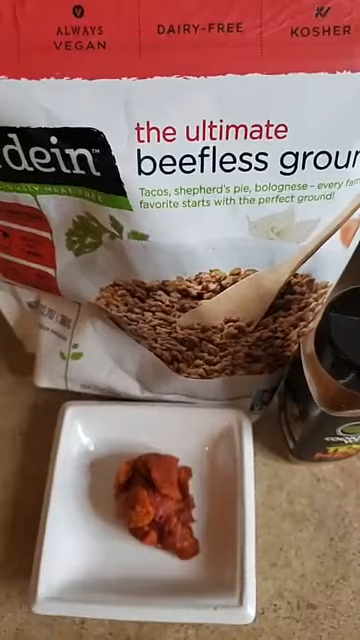 ALWAYS
VEGAN
DAIRY-FREE
KOSHER
dein™
the ultimate
beefless groun
Tacos, shepherd's pie, bolognese – every fam
favorite starts with the perfect ground!